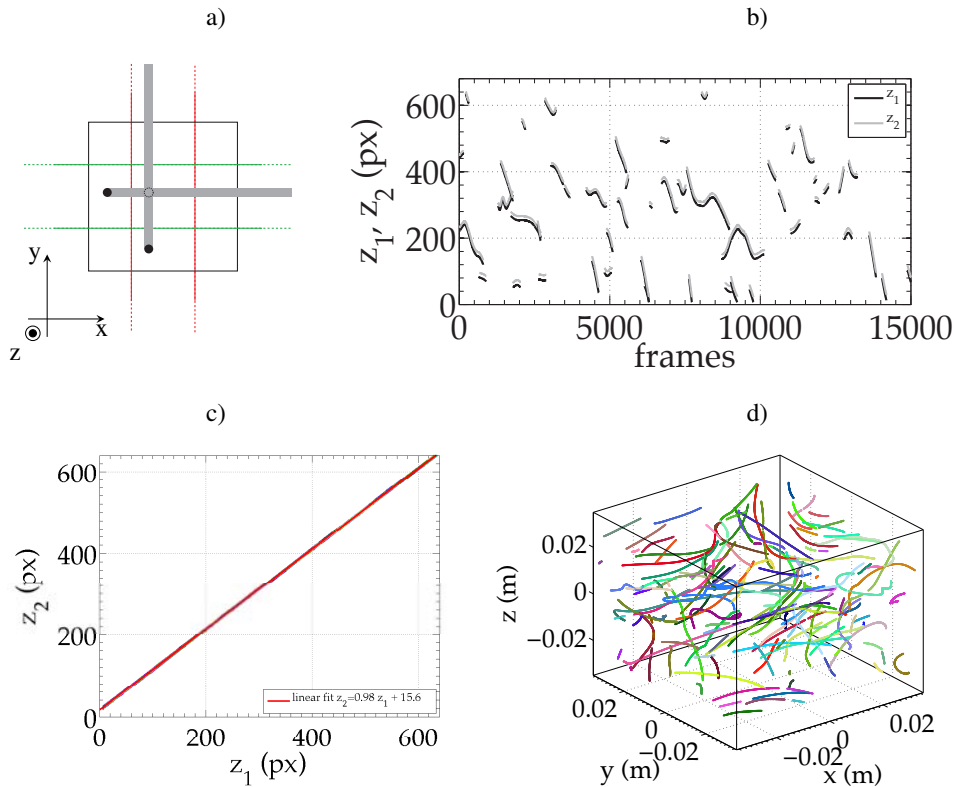 a)
b)
y
x
z
z₁, z₂ (px)
600
400
200
0
0
5000
10000
15000
frames
z₁
z₂
c)
d)
z₂ (px)
600
400
200
0
0
200
400
600
z₁ (px)
linear fit z₂=0.98 z₁ + 15.6
z (m)
0.02
0
−0.02
0.02
0
−0.02
y (m)
−0.02
0
0.02
x (m)